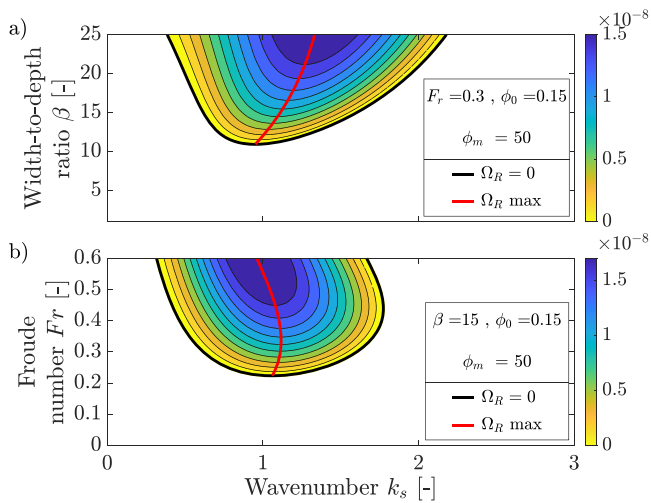 a)
Width-to-depth
ratio β [-]
25
20
15
10
5
F_r =0.3 , ϕ_0 =0.15
ϕ_m = 50
Ω_R = 0
Ω_R max
×10^-8
1.5
1
0.5
0
b)
Froude
number Fr [-]
0.6
0.5
0.4
0.3
0.2
0.1
0
β =15 , ϕ_0 =0.15
ϕ_m = 50
Ω_R = 0
Ω_R max
×10^-8
1.5
1
0.5
0
0 1 2 3
Wavenumber k_s [-]